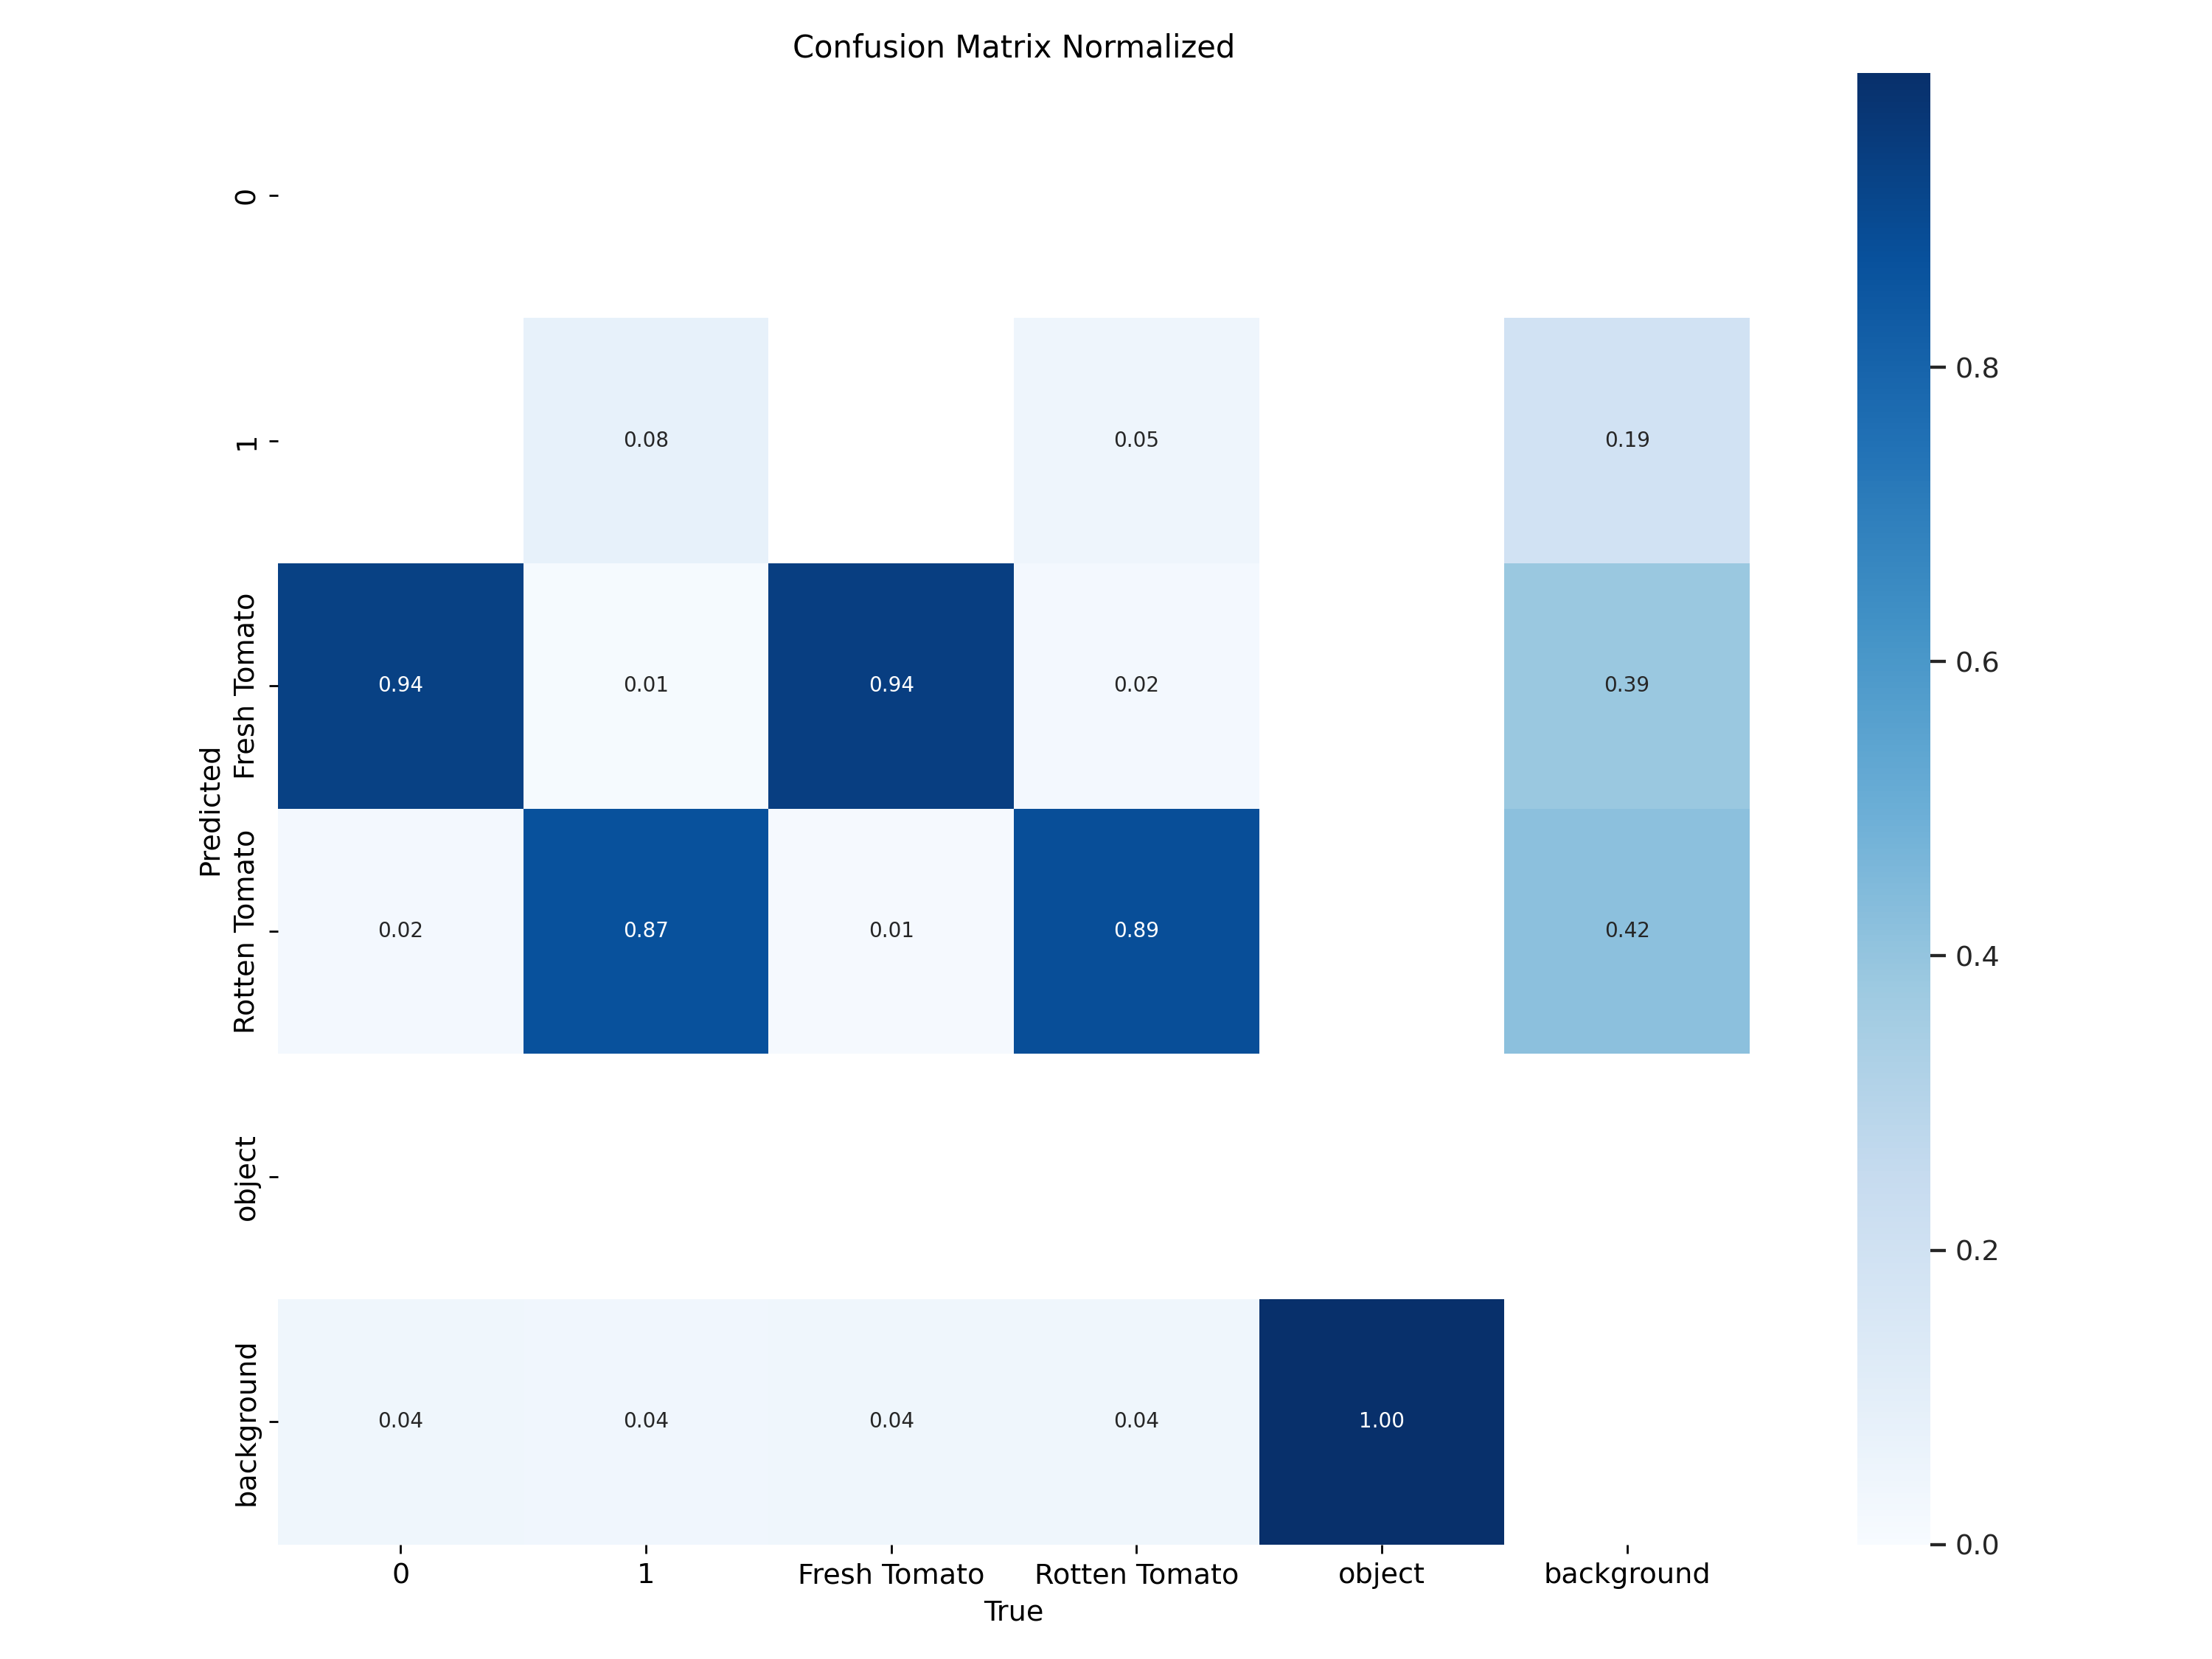 Confusion Matrix Normalized
0
1 0.08 0.05 0.19
Fresh Tomato 0.94 0.01 0.94 0.02 0.39
Rotten Tomato 0.02 0.87 0.01 0.89 0.42
object
background 0.04 0.04 0.04 0.04 1.00
Predicted
0 1 Fresh Tomato Rotten Tomato object background
True
0.8
0.6
0.4
0.2
0.0